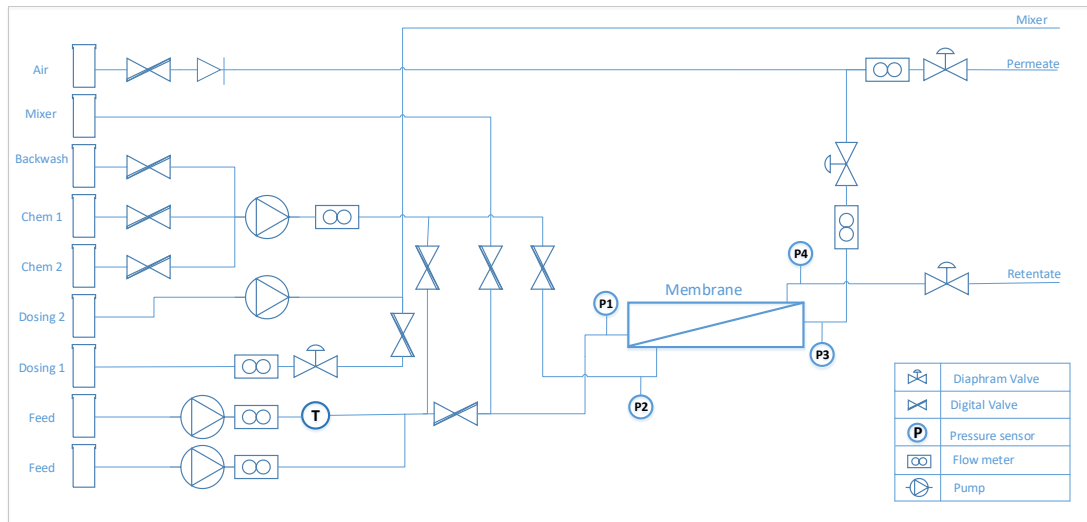 Mixer
Air
Permeate
Mixer
Backwash
Chem 1
P4
Chem 2
Retentate
Membrane
P1
Dosing 2
P3
Dosing 1
Diaphram Valve
P2
Digital Valve
Feed
T
P
Pressure sensor
Flow meter
Feed
Pump